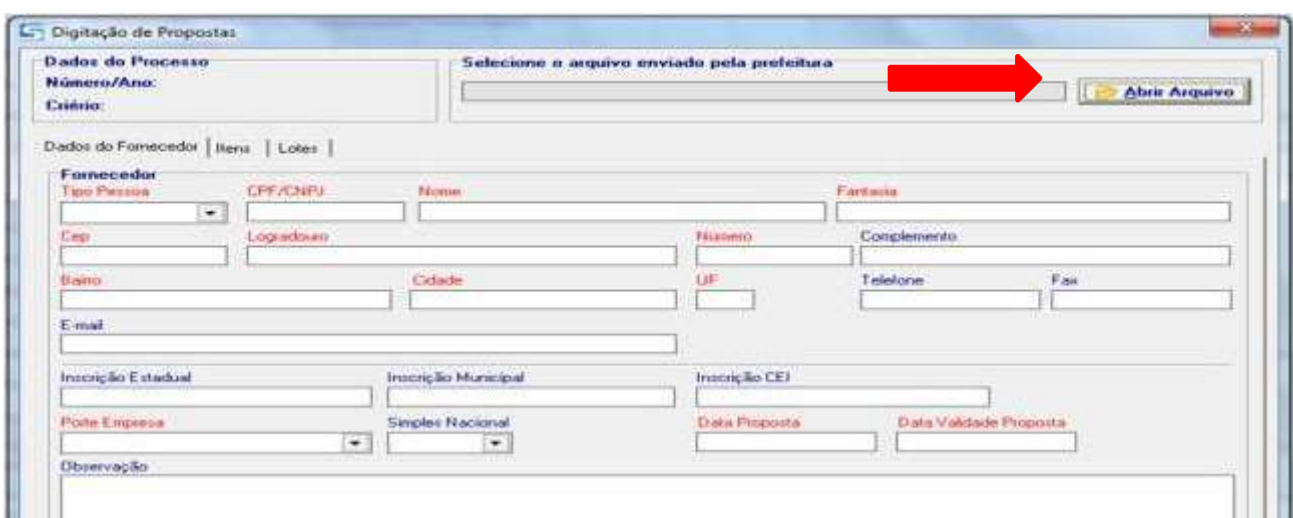 Digitação de Propostas
Dados do Processo
Número/Ano:
Critério:
Selecione o arquivo enviado pela prefeitura
Abrir Arquivo
Dados do Fornecedor Itens Lotes
Fornecedor
Tipo Pessoa CPF/CNPJ Nome Fantasia
Cep Logradouro Número Complemento
Bairro Cidade UF Telefone Fax
E-mail
Inscrição Estadual Inscrição Municipal Inscrição CEI
Porte Empresa Simples Nacional Data Proposta Data Validade Proposta
Observação